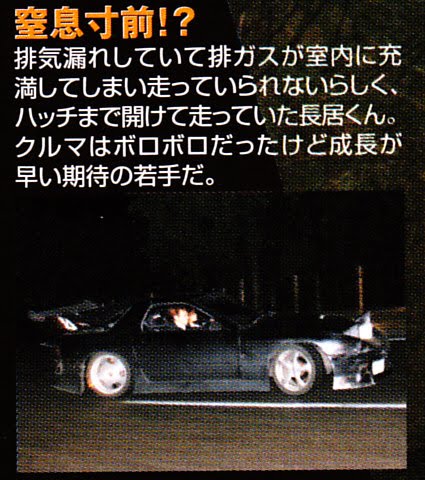 窒息寸前!?
排気漏れしていて排ガスが室内に充
満してしまい走っていられないらしく、
ハッチまで開けて走っていた長居くん。
クルマはボロボロだったけど成長が
早い期待の若手だ。